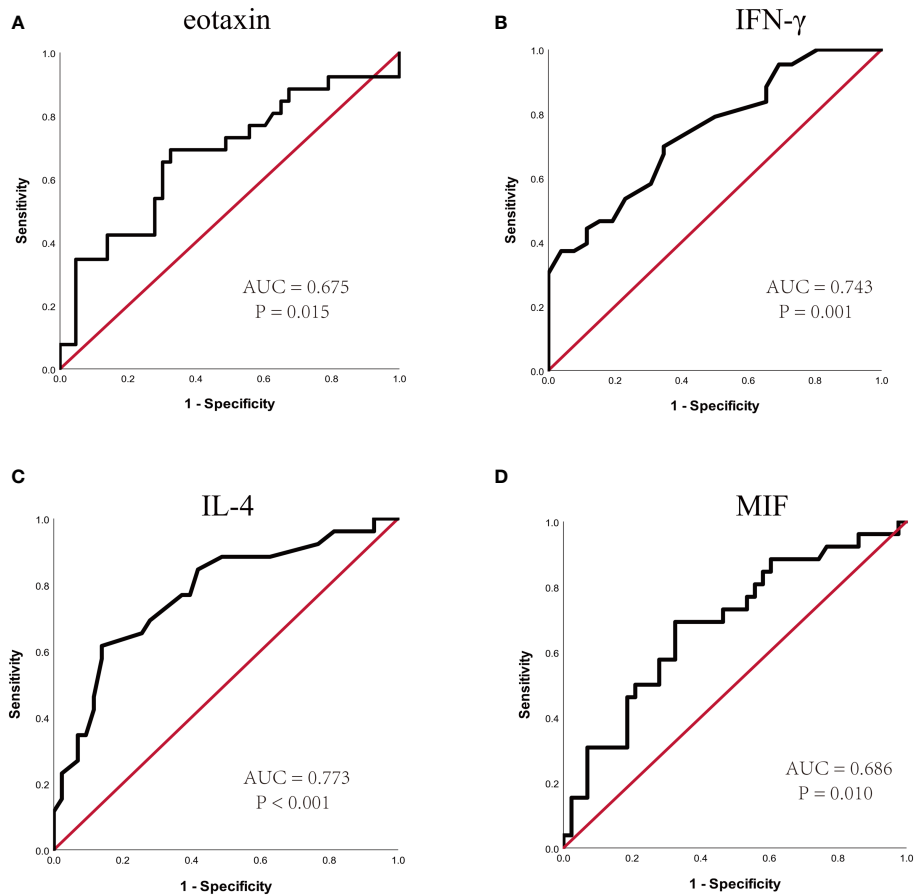 A
eotaxin
1.0
0.8
0.6
0.4
0.2
0.0
Sensitivity
AUC = 0.675
P = 0.015
0.0 0.2 0.4 0.6 0.8 1.0
1 - Specificity
B
IFN-γ
1.0
0.8
0.6
0.4
0.2
0.0
Sensitivity
AUC = 0.743
P = 0.001
0.0 0.2 0.4 0.6 0.8 1.0
1 - Specificity
C
IL-4
1.0
0.8
0.6
0.4
0.2
0.0
Sensitivity
AUC = 0.773
P < 0.001
0.0 0.2 0.4 0.6 0.8 1.0
1 - Specificity
D
MIF
1.0
0.8
0.6
0.4
0.2
0.0
Sensitivity
AUC = 0.686
P = 0.010
0.0 0.2 0.4 0.6 0.8 1.0
1 - Specificity